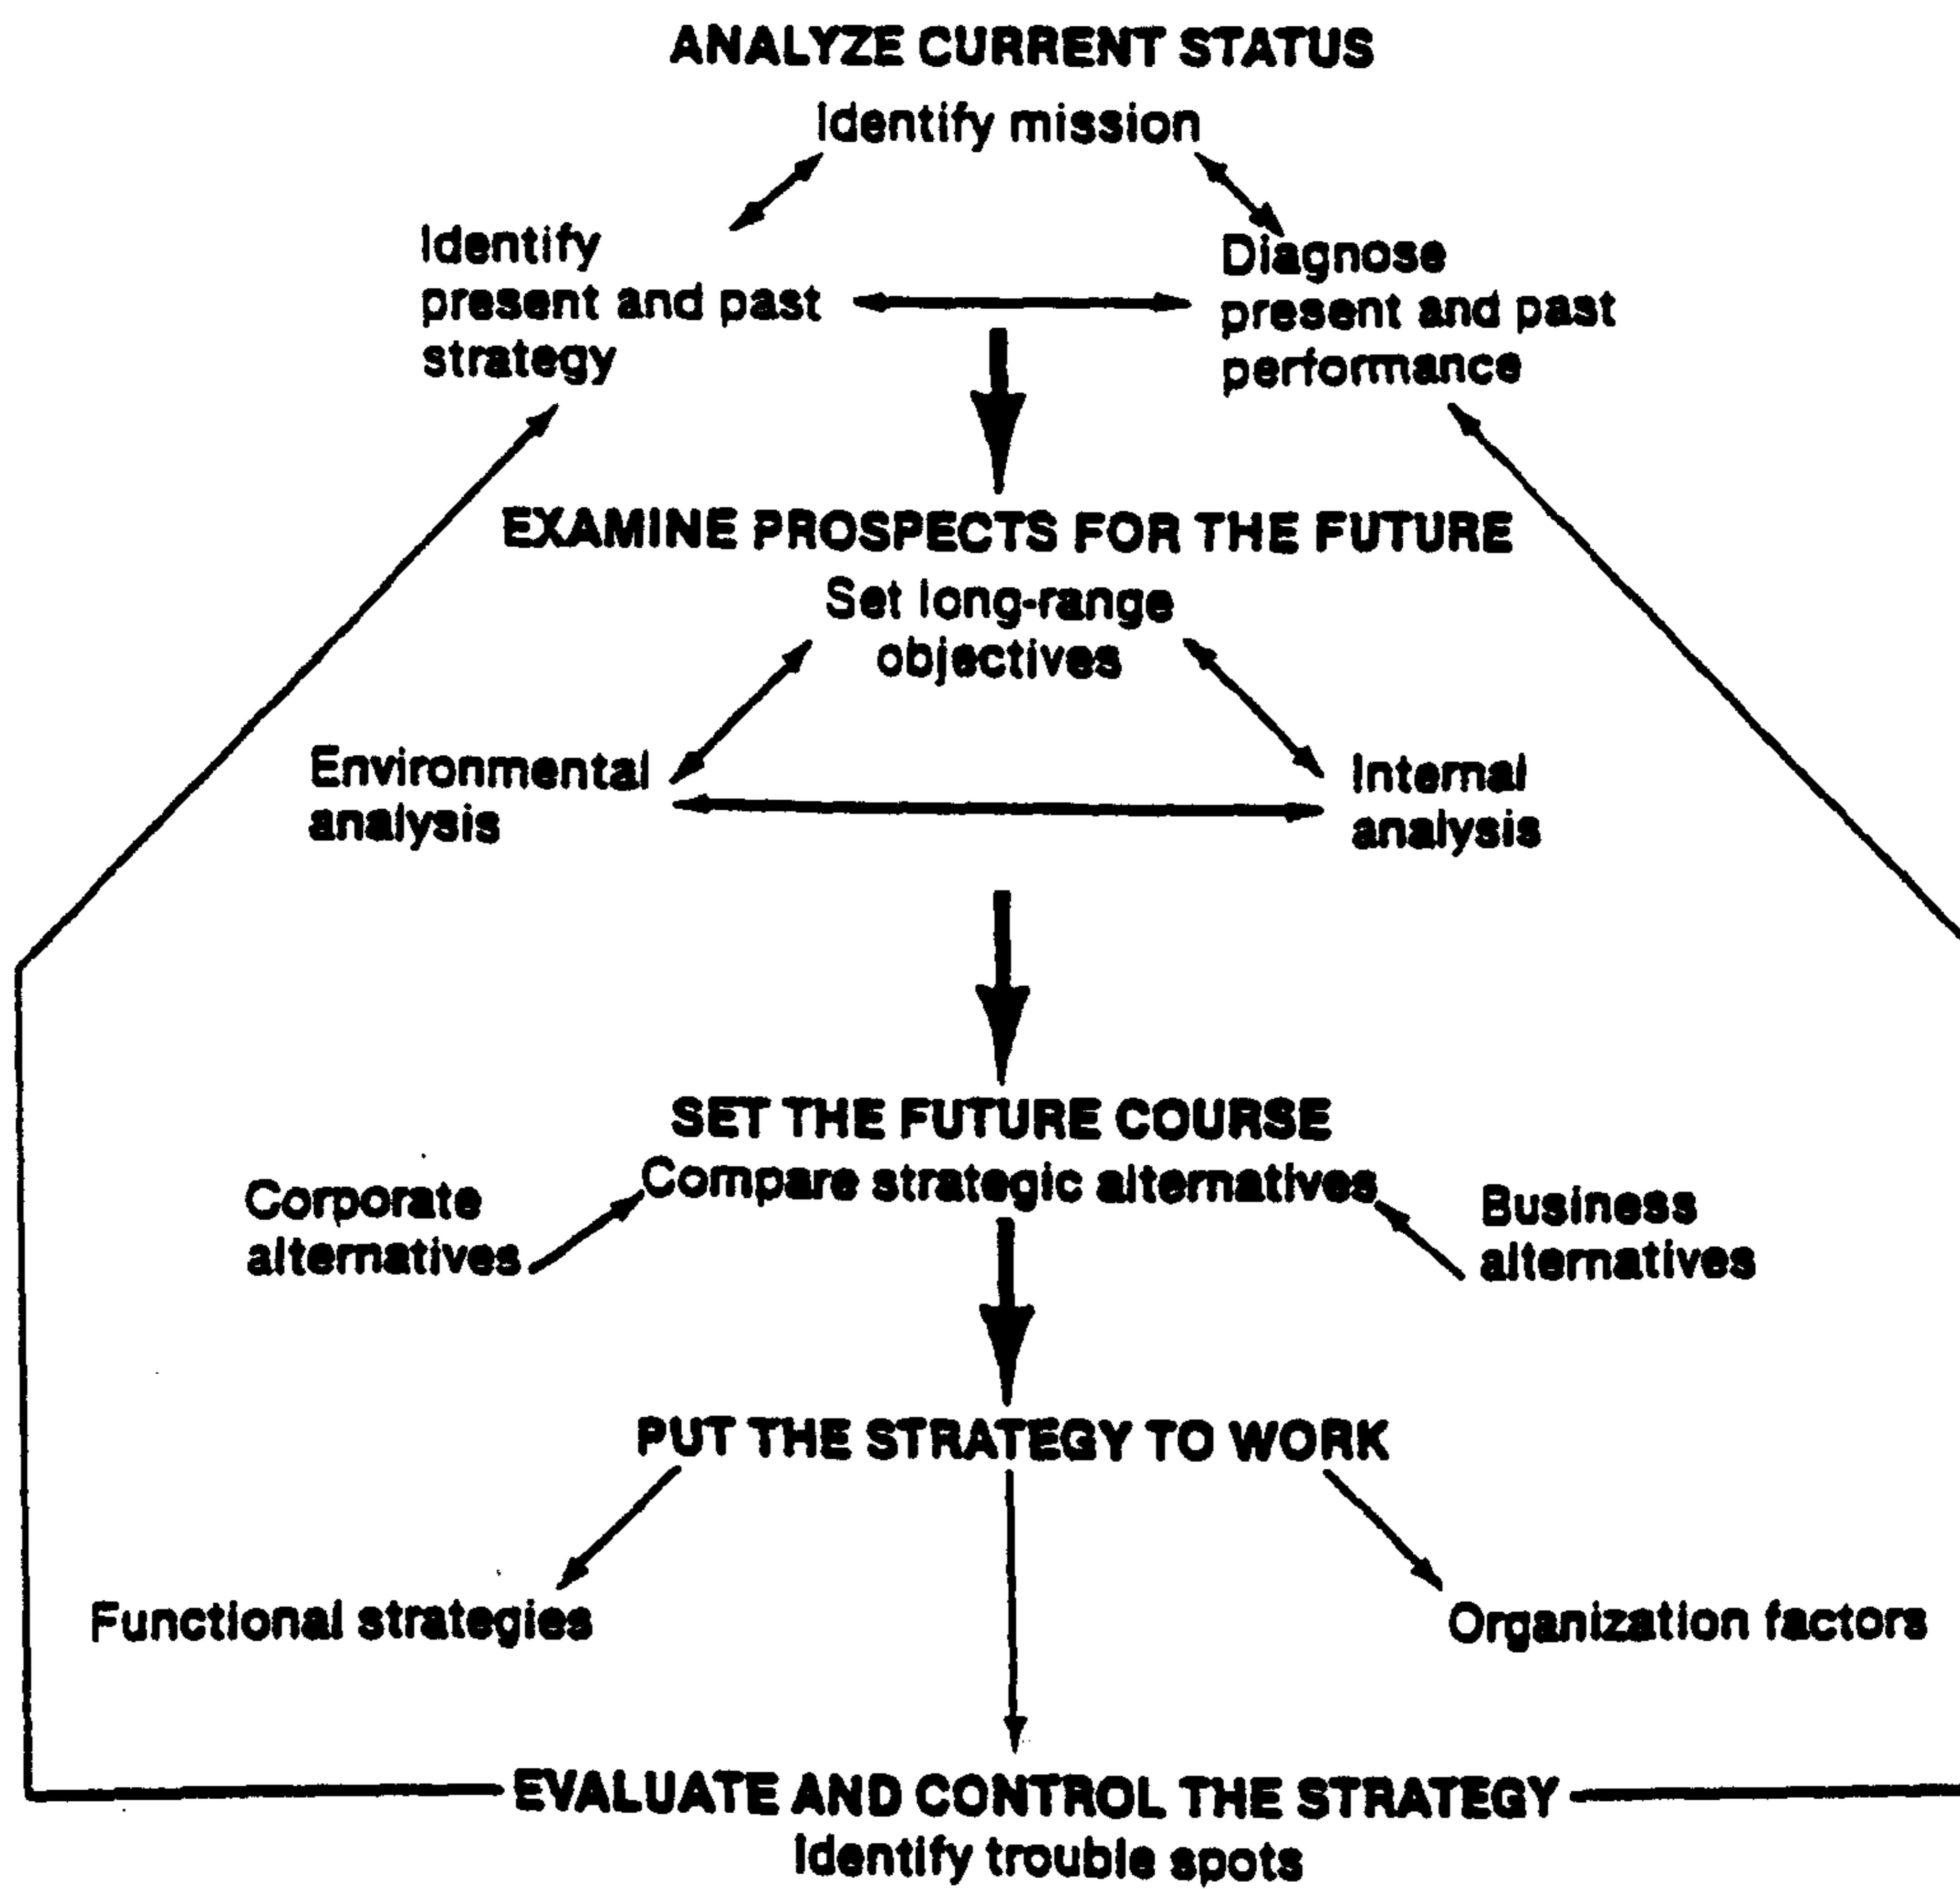 ANALYZE CURRENT STATUS
Identify mission
Identify
present and past
strategy
Diagnose
present and past
performance
EXAMINE PROSPECTS FOR THE FUTURE
Set long-range
objectives
Environmental
analysis
Internal
analysis
SET THE FUTURE COURSE
Compare strategic alternatives
Corporate
alternatives
Business
alternatives
PUT THE STRATEGY TO WORK
Functional strategies
Organization factors
EVALUATE AND CONTROL THE STRATEGY
Identify trouble spots